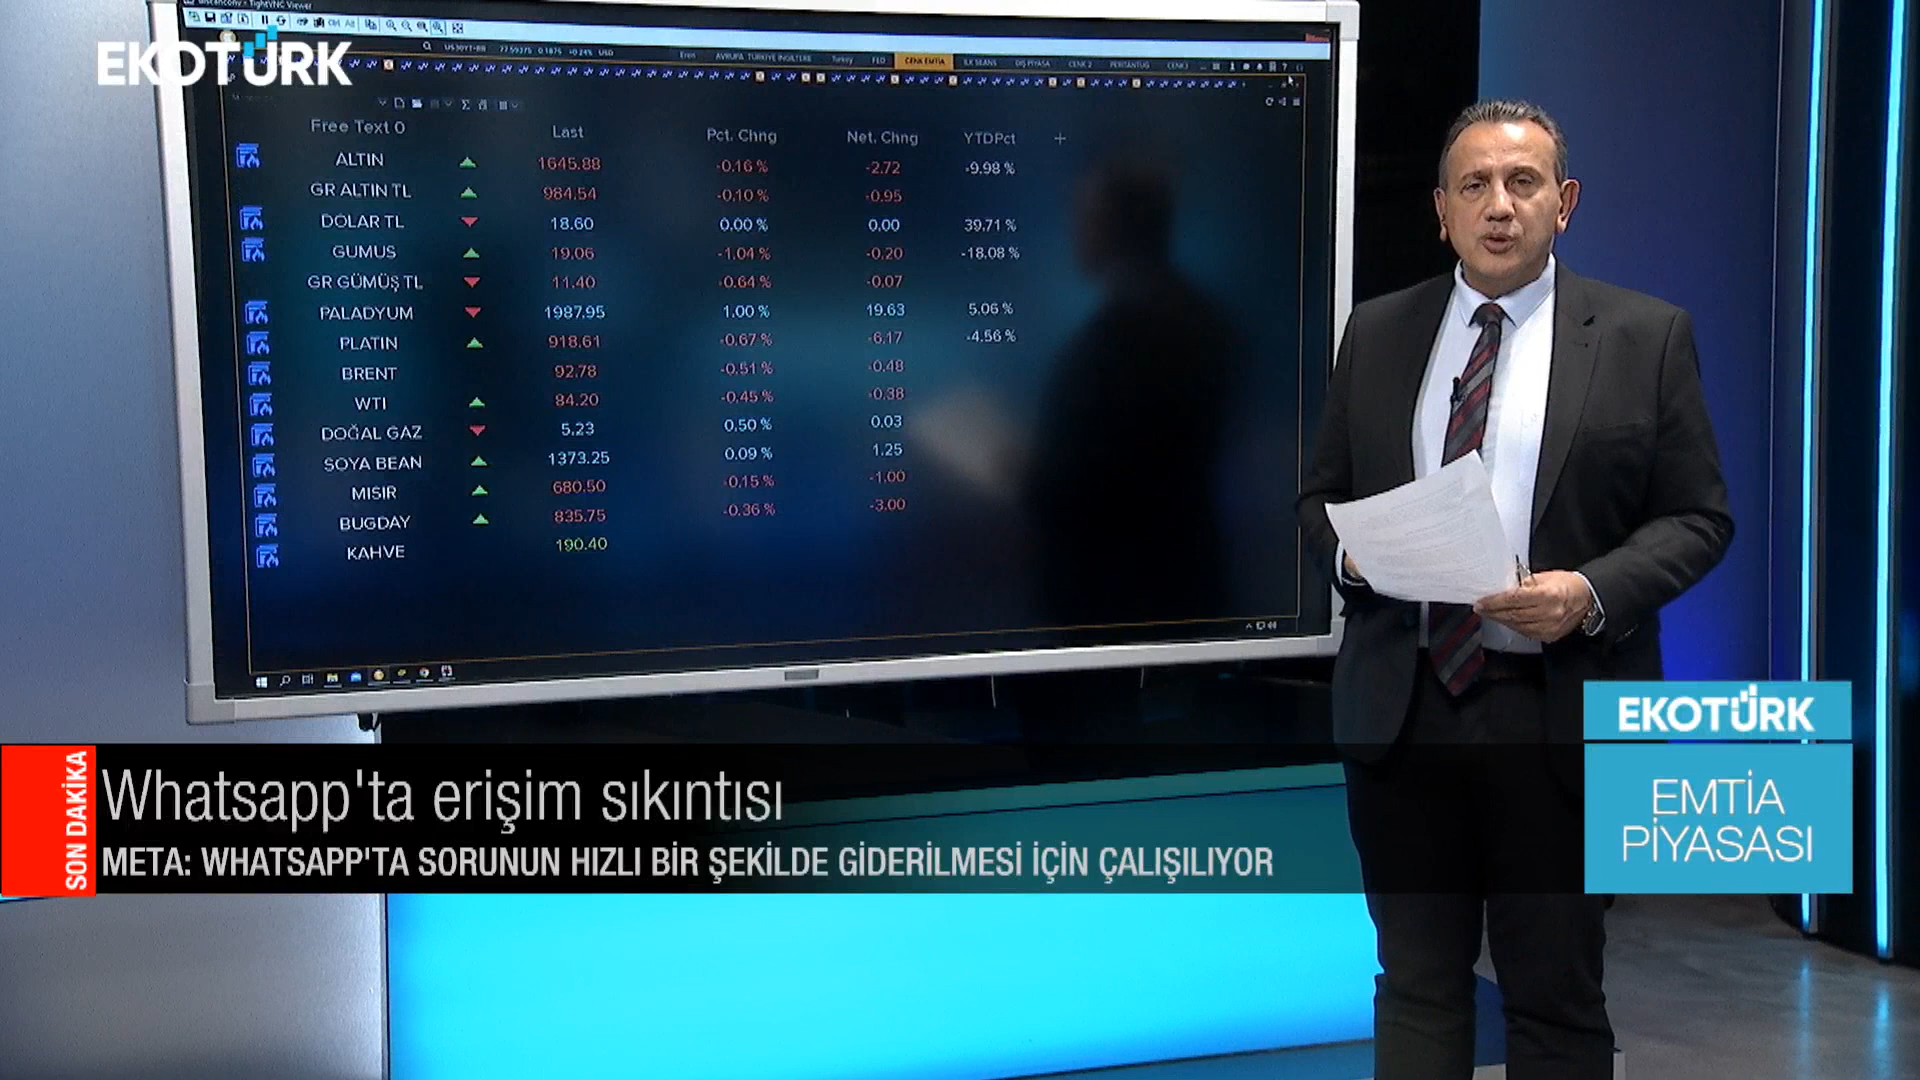 TightVNC Viewer
EKOTÜRK
CENK EMTIA
Free Text 0 Last Pct. Chng Net. Chng YTDPct +
ALTIN 1645.88 -0.16 % -2.72 -9.98 %
GR ALTIN TL 984.54 -0.10 % -0.95
DOLAR TL 18.60 0.00 % 0.00 39.71 %
GUMUS 19.06 -1.04 % -0.20 -18.08 %
GR GÜMÜŞ TL 11.40 -0.64 % -0.07
PALADYUM 1987.95 1.00 % 19.63 5.06 %
PLATIN 918.61 -0.67 % -6.17 -4.56 %
BRENT 92.78 -0.51 % -0.48
WTI 84.20 -0.45 % -0.38
DOĞAL GAZ 5.23 0.50 % 0.03
SOYA BEAN 1373.25 0.09 % 1.25
MISIR 680.50 -0.15 % -1.00
BUGDAY 835.75 -0.36 % -3.00
KAHVE 190.40
EKOTÜRK
EMTİA
PİYASASI
SON DAKİKA
Whatsapp'ta erişim sıkıntısı
META: WHATSAPP'TA SORUNUN HIZLI BİR ŞEKİLDE GİDERİLMESİ İÇİN ÇALIŞILIYOR